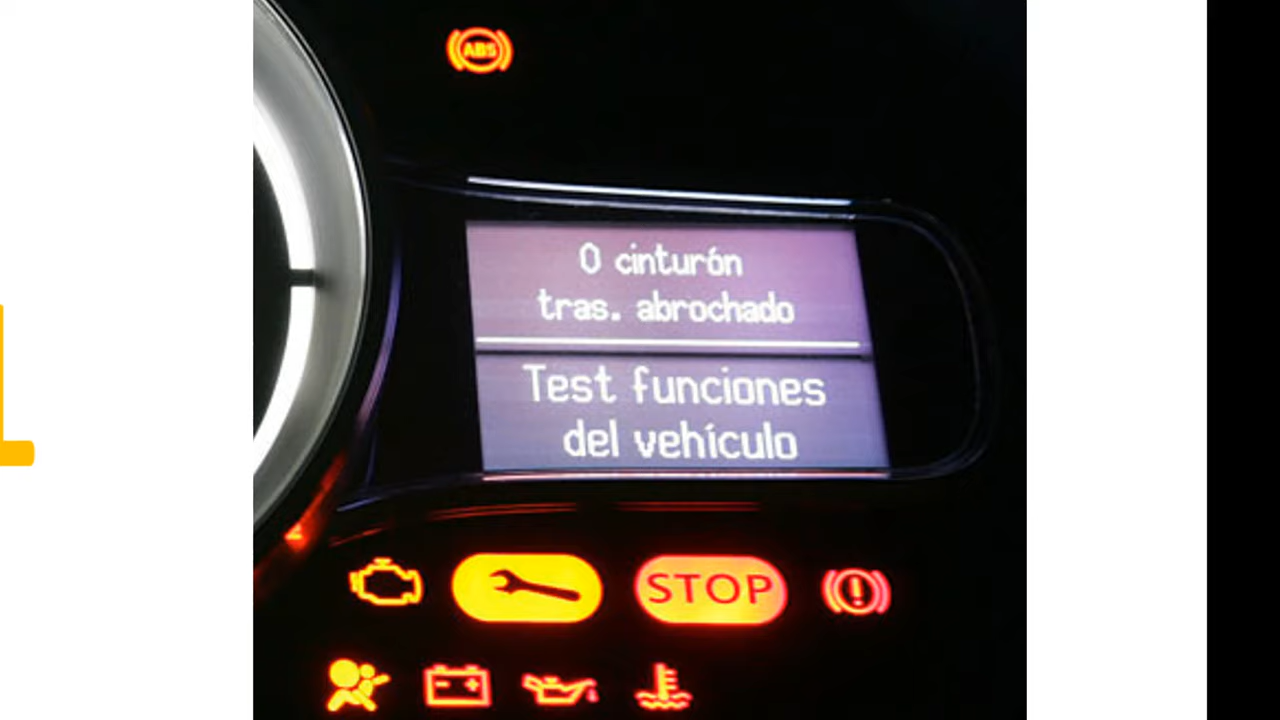 ABS
0 cinturón
tras. abrochado
Test funciones
del vehículo
STOP